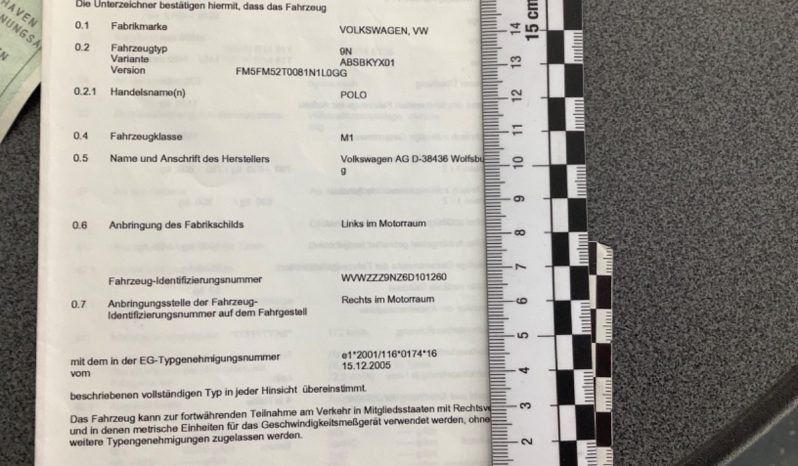 HAVEN
NUNGSA
EN
Die Unterzeichner bestätigen hiermit, dass das Fahrzeug
0.1 Fabrikmarke VOLKSWAGEN, VW
0.2 Fahrzeugtyp 9N
Variante ABSBKYX01
Version FM5FM52T0081N1L0GG
0.2.1 Handelsname(n) POLO
0.4 Fahrzeugklasse M1
0.5 Name und Anschrift des Herstellers Volkswagen AG D-38436 Wolfsbu
g
0.6 Anbringung des Fabrikschilds Links im Motorraum
Fahrzeug-Identifizierungsnummer WVWZZZ9NZ6D101260
0.7 Anbringungsstelle der Fahrzeug- Rechts im Motorraum
Identifizierungsnummer auf dem Fahrgestell
mit dem in der EG-Typgenehmigungsnummer e1*2001/116*0174*16
vom 15.12.2005
beschriebenen vollständigen Typ in jeder Hinsicht übereinstimmt.
Das Fahrzeug kann zur fortwährenden Teilnahme am Verkehr in Mitgliedsstaaten mit Rechtsve
und in denen metrische Einheiten für das Geschwindigkeitsmeßgerät verwendet werden, ohne
weitere Typengenehmigungen zugelassen werden.
15 cm
14
13
12
11
10
9
8
7
6
5
4
3
2